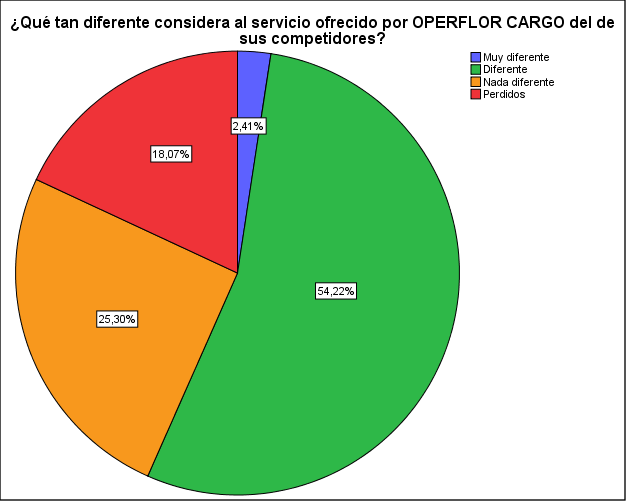 ¿Qué tan diferente considera al servicio ofrecido por OPERFLOR CARGO del de
sus competidores?
Muy diferente
Diferente
Nada diferente
Perdidos
2,41%
18,07%
54,22%
25,30%